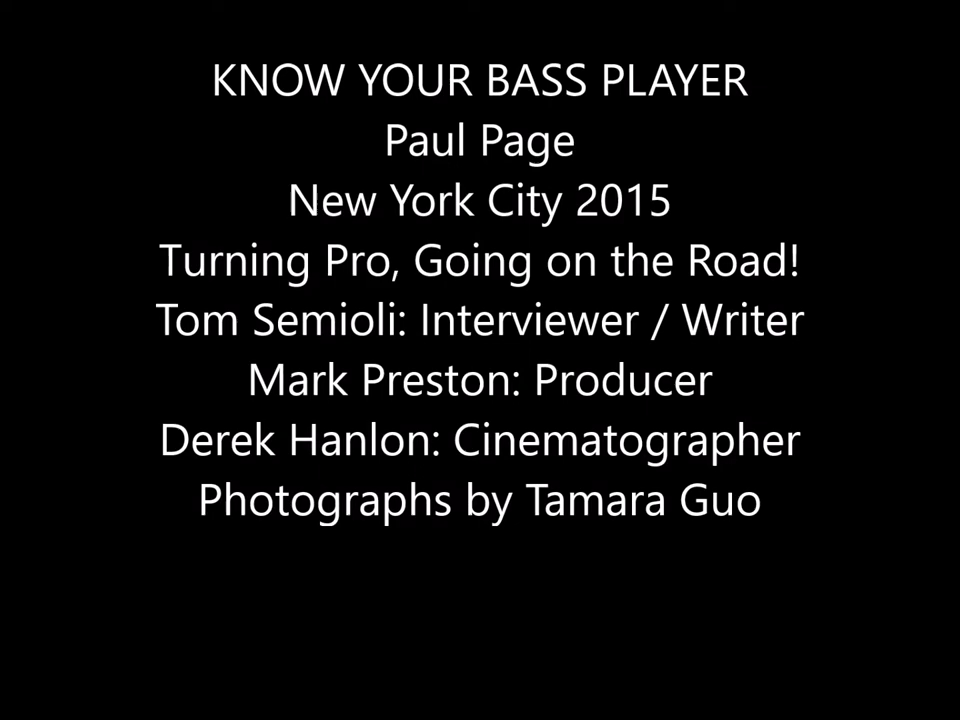 KNOW YOUR BASS PLAYER
Paul Page
New York City 2015
Turning Pro, Going on the Road!
Tom Semioli: Interviewer / Writer
Mark Preston: Producer
Derek Hanlon: Cinematographer
Photographs by Tamara Guo